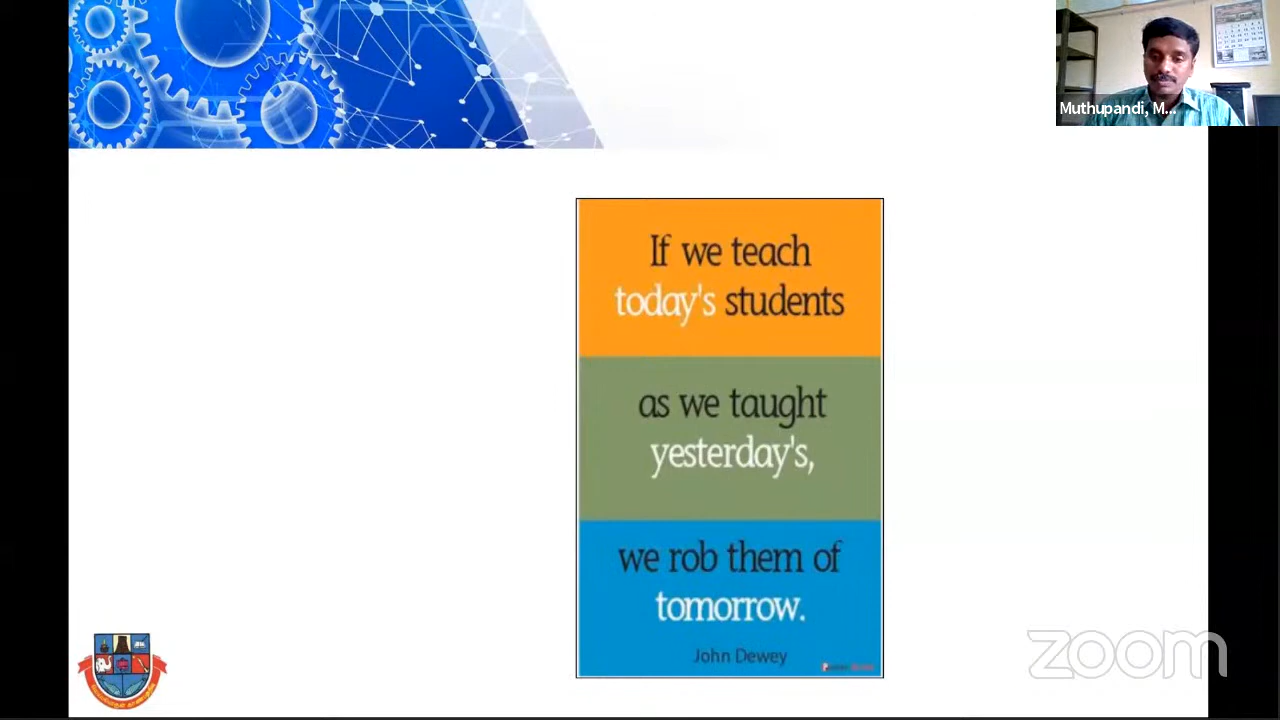 Muthupandi, M...
If we teach
today's students
as we taught
yesterday's,
we rob them of
tomorrow.
John Dewey
zoom